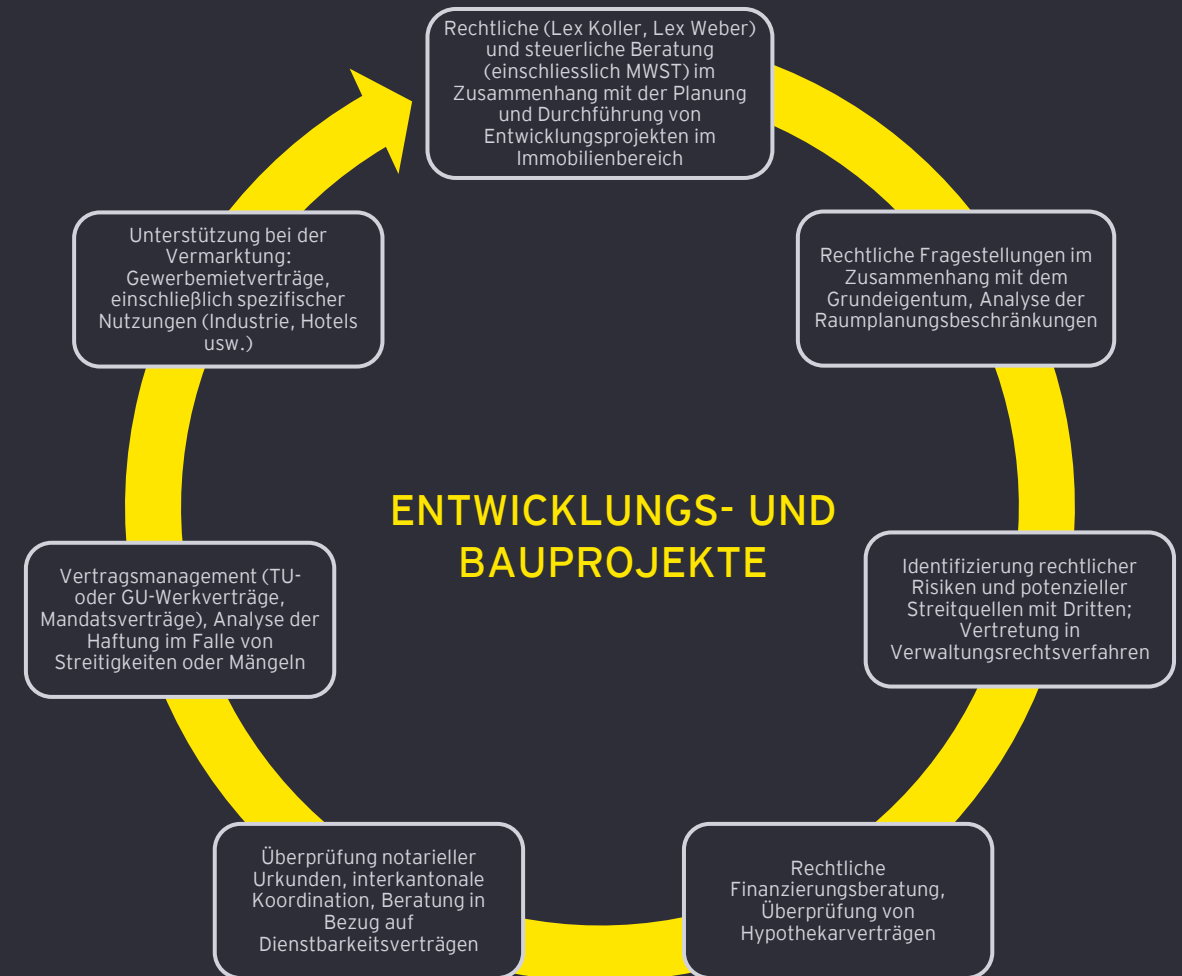 Rechtliche (Lex Koller, Lex Weber)
und steuerliche Beratung
(einschliesslich MWST) im
Zusammenhang mit der Planung
und Durchführung von
Entwicklungsprojekten im
Immobilienbereich
Rechtliche Fragestellungen im
Zusammenhang mit dem
Grundeigentum, Analyse der
Raumplanungsbeschränkungen
Identifizierung rechtlicher
Risiken und potenzieller
Streitquellen mit Dritten;
Vertretung in
Verwaltungsrechtsverfahren
Rechtliche
Finanzierungsberatung,
Überprüfung von
Hypothekarverträgen
Überprüfung notarieller
Urkunden, interkantonale
Koordination, Beratung in
Bezug auf
Dienstbarkeitsverträgen
Vertragsmanagement (TU-
oder GU-Werkverträge,
Mandatsverträge), Analyse der
Haftung im Falle von
Streitigkeiten oder Mängeln
Unterstützung bei der
Vermarktung:
Gewerbemietverträge,
einschließlich spezifischer
Nutzungen (Industrie, Hotels
usw.)
ENTWICKLUNGS- UND
BAUPROJEKTE